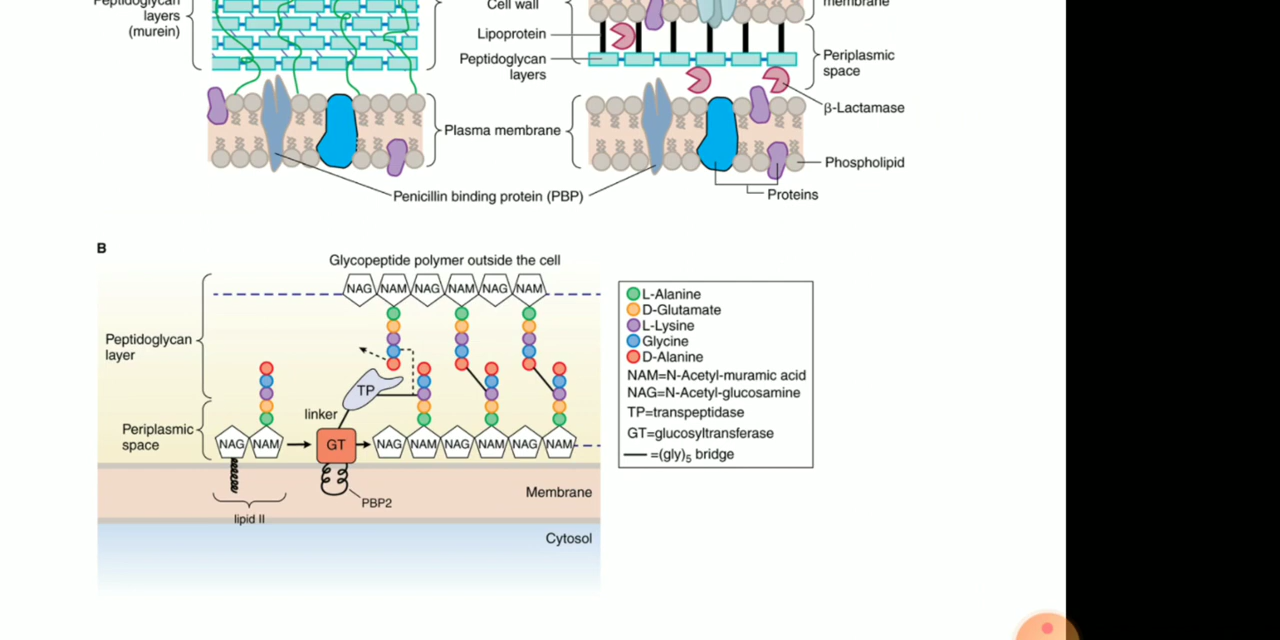 Peptidoglycan
layers
(murein)
Cell wall
Lipoprotein
Peptidoglycan
layers
membrane
Periplasmic
space
β-Lactamase
Plasma membrane
Phospholipid
Penicillin binding protein (PBP)
Proteins
B
Glycopeptide polymer outside the cell
NAG NAM NAG NAM NAG NAM
Peptidoglycan
layer
TP
linker
Periplasmic
space
NAG NAM
GT
NAG NAM NAG NAM NAG NAM
Membrane
PBP2
lipid II
Cytosol
L-Alanine
D-Glutamate
L-Lysine
Glycine
D-Alanine
NAM=N-Acetyl-muramic acid
NAG=N-Acetyl-glucosamine
TP=transpeptidase
GT=glucosyltransferase
=(gly)5 bridge